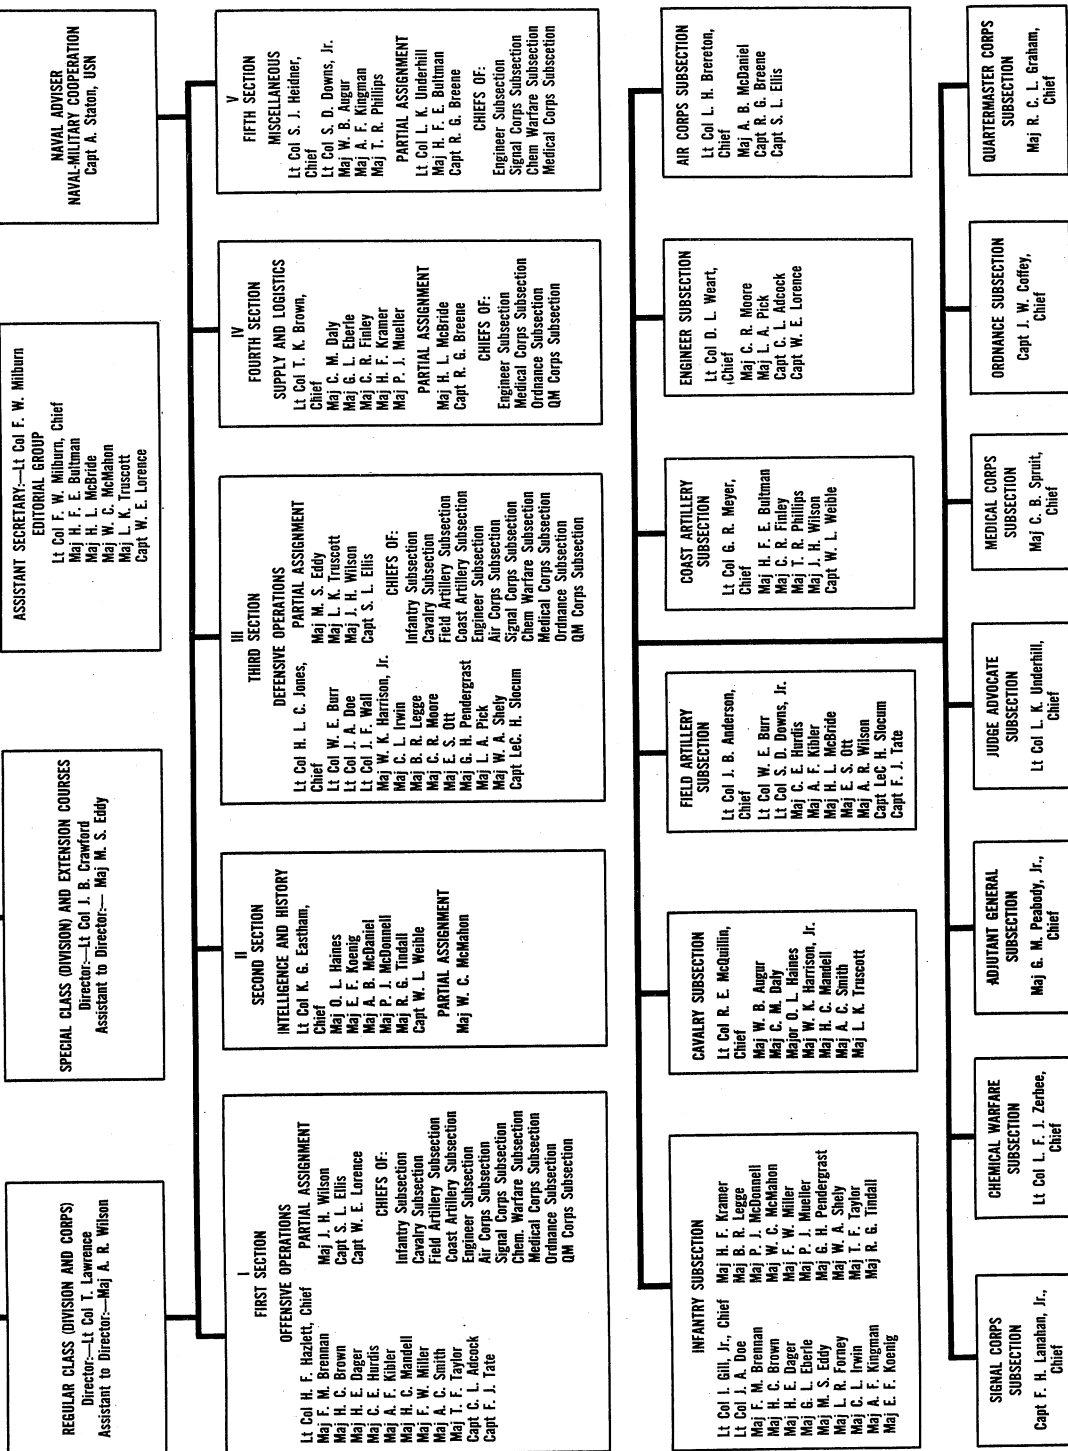 REGULAR CLASS (DIVISION AND CORPS)
Director:—Lt Col T. Lawrence
Assistant to Director:—Maj A. R. Wilson
SPECIAL CLASS (DIVISION) AND EXTENSION COURSES
Director:—Lt Col J. B. Crawford
Assistant to Director:— Maj M. S. Eddy
ASSISTANT SECRETARY:—Lt Col F. W. Milburn
EDITORIAL GROUP
Lt Col F. W. Milburn, Chief
Maj H. F. E. Bultman
Maj H. L. McBride
Maj W. C. McMahon
Maj L. K. Truscott
Capt W. E. Lorence
NAVAL ADVISER
NAVAL-MILITARY COOPERATION
Capt A. Staton, USN
I
FIRST SECTION
OFFENSIVE OPERATIONS
Lt Col H. F. Hazlett, Chief
Maj F. M. Brennan
Maj H. C. Brown
Maj H. E. Dager
Maj C. E. Hurdis
Maj A. F. Kibler
Maj H. C. Mandell
Maj F. W. Miller
Maj A. C. Smith
Maj T. F. Taylor
Capt C. L. Adcock
Capt F. J. Tate
PARTIAL ASSIGNMENT
Maj J. H. Wilson
Capt S. L. Ellis
Capt W. E. Lorence
CHIEFS OF:
Infantry Subsection
Cavalry Subsection
Field Artillery Subsection
Coast Artillery Subsection
Engineer Subsection
Air Corps Subsection
Signal Corps Subsection
Chem. Warfare Subsection
Medical Corps Subsection
Ordnance Subsection
QM Corps Subsection
II
SECOND SECTION
INTELLIGENCE AND HISTORY
Lt Col K. G. Eastham,
Chief
Maj O. L. Haines
Maj E. F. Koenig
Maj A. B. McDaniel
Maj P. J. McDonnell
Maj R. G. Tindall
Capt W. L. Weible
PARTIAL ASSIGNMENT
Maj W. C. McMahon
III
THIRD SECTION
DEFENSIVE OPERATIONS
Lt Col H. L. C. Jones,
Chief
Lt Col W. E. Burr
Lt Col J. A. Doe
Lt Col J. F. Wall
Maj W. K. Harrison, Jr.
Maj C. L. Irwin
Maj B. R. Legge
Maj C. R. Moore
Maj E. S. Ott
Maj G. H. Pendergrast
Maj L. A. Pick
Maj W. A. Shely
Capt LeC. H. Slocum
PARTIAL ASSIGNMENT
Maj M. S. Eddy
Maj L. K. Truscott
Maj J. H. Wilson
Capt S. L. Ellis
CHIEFS OF:
Infantry Subsection
Cavalry Subsection
Field Artillery Subsection
Coast Artillery Subsection
Engineer Subsection
Air Corps Subsection
Signal Corps Subsection
Chem Warfare Subsection
Medical Corps Subsection
Ordnance Subsection
QM Corps Subsection
IV
FOURTH SECTION
SUPPLY AND LOGISTICS
Lt Col T. K. Brown,
Chief
Maj C. M. Daly
Maj G. L. Eberle
Maj C. R. Finley
Maj H. F. Kramer
Maj P. J. Mueller
PARTIAL ASSIGNMENT
Maj H. L. McBride
Capt R. G. Breene
CHIEFS OF:
Engineer Subsection
Medical Corps Subsection
Ordnance Subsection
QM Corps Subsection
V
FIFTH SECTION
MISCELLANEOUS
Lt Col S. J. Heidner,
Chief
Lt Col S. D. Downs, Jr.
Maj W. B. Augur
Maj A. F. Kingman
Maj T. R. Phillips
PARTIAL ASSIGNMENT
Lt Col L. K. Underhill
Maj H. F. E. Bultman
Capt R. G. Breene
CHIEFS OF:
Engineer Subsection
Signal Corps Subsection
Chem Warfare Subsection
Medical Corps Subscetion
INFANTRY SUBSECTION
Lt Col J. Gill, Jr., Chief
Lt Col J. A. Doe
Maj F. M. Brennan
Maj H. C. Brown
Maj H. E. Dager
Maj G. L. Eberle
Maj M. S. Eddy
Maj L. R. Forney
Maj C. L. Irwin
Maj A. F. Kingnan
Maj E. F. Koenig
Maj H. F. Kramer
Maj B. R. Legge
Maj P. J. McDonnell
Maj W. C. McMahon
Maj F. W. Miller
Maj P. J. Mueller
Maj G. H. Pendergrast
Maj W. A. Shely
Maj T. F. Taylor
Maj R. G. Tindall
CAVALRY SUBSECTION
Lt Col R. E. McQuillin,
Chief
Maj W. B. Augur
Maj C. M. Daly
Major O. L. Haines
Maj W. K. Harrison, Jr.
Maj H. C. Mandell
Maj A. C. Smith
Maj L. K. Truscott
FIELD ARTILLERY
SUBSECTION
Lt Col J. B. Anderson,
Chief
Lt Col W. E. Burr
Lt Col S. D. Downs, Jr.
Maj C. E. Hurdis
Maj A. F. Kibler
Maj H. L. McBride
Maj E. S. Ott
Maj A. R. Wilson
Capt LeC H. Slocum
Capt F. J. Tate
COAST ARTILLERY
SUBSECTION
Lt Col G. R. Meyer,
Chief
Maj H. F. E. Bultman
Maj C. R. Finley
Maj T. R. Phillips
Maj J. H. Wilson
Capt W. L. Weible
ENGINEER SUBSECTION
Lt Col D. L. Weart,
Chief
Maj C. R. Moore
Maj L. A. Pick
Capt C. L. Adcock
Capt W. E. Lorence
AIR CORPS SUBSECTION
Lt Col L. H. Brereton,
Chief
Maj A. B. McDaniel
Capt R. G. Breene
Capt S. L. Ellis
SIGNAL CORPS
SUBSECTION
Capt F. H. Lanahan, Jr.,
Chief
CHEMICAL WARFARE
SUBSECTION
Lt Col L. F. J. Zerbee,
Chief
ADJUTANT GENERAL
SUBSECTION
Maj G. M. Peabody, Jr.,
Chief
JUDGE ADVOCATE
SUBSECTION
Lt Col L. K. Underhill,
Chief
MEDICAL CORPS
SUBSECTION
Maj C. B. Spruit,
Chief
ORDNANCE SUBSECTION
Capt J. W. Coffey,
Chief
QUARTERMASTER CORPS
SUBSECTION
Maj R. C. L. Graham,
Chief